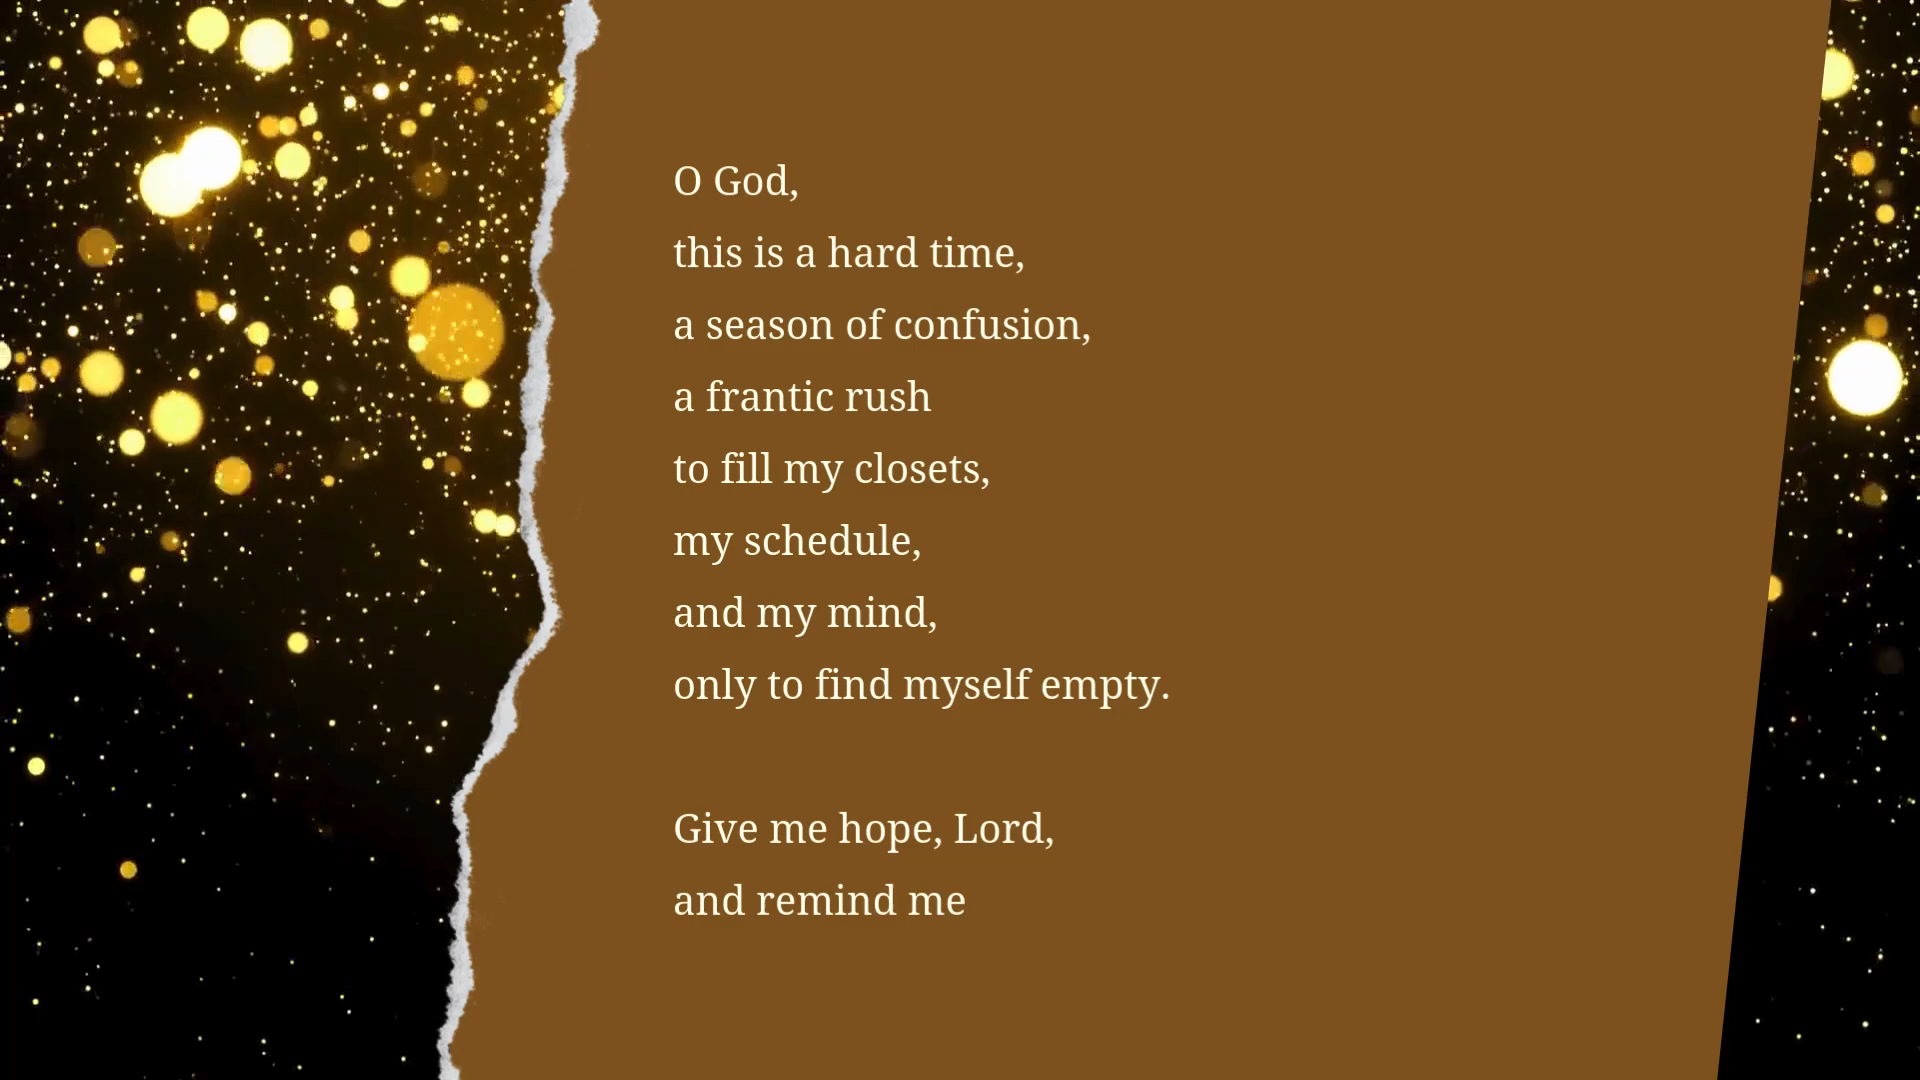 O God,
this is a hard time,
a season of confusion,
a frantic rush
to fill my closets,
my schedule,
and my mind,
only to find myself empty.
Give me hope, Lord,
and remind me